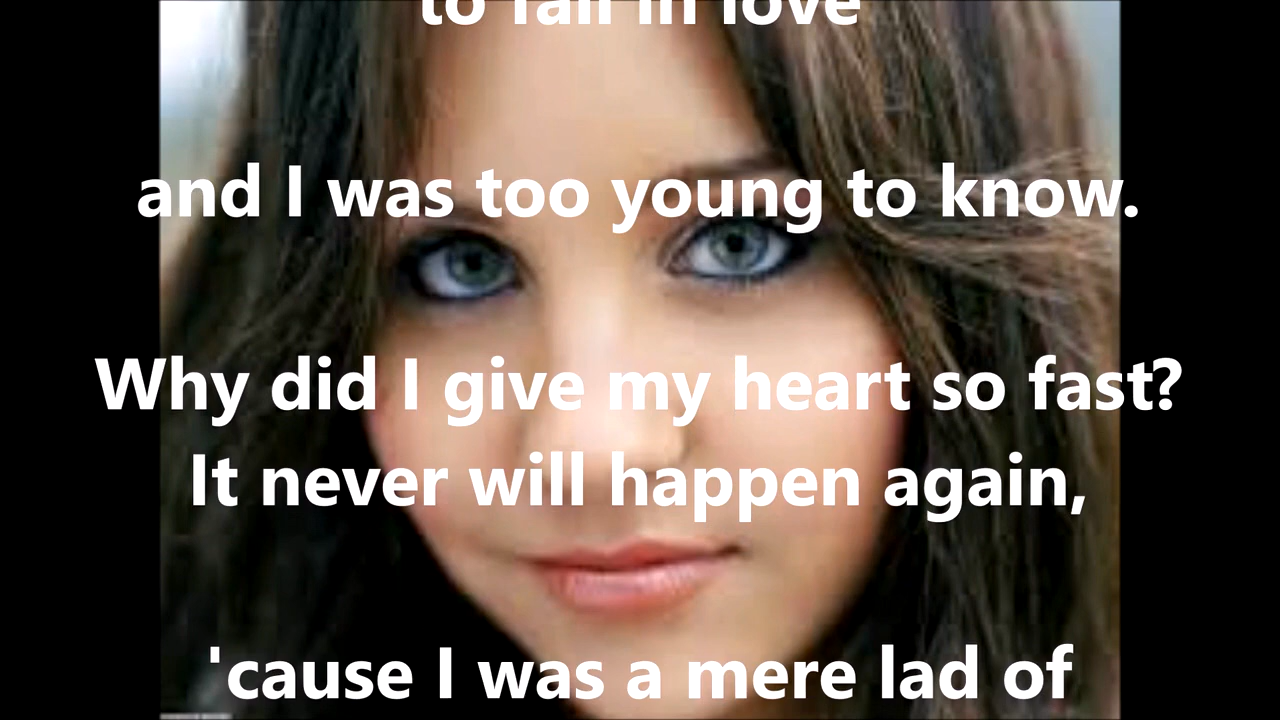 to fall in love
and I was too young to know.
Why did I give my heart so fast?
It never will happen again,
'cause I was a mere lad of